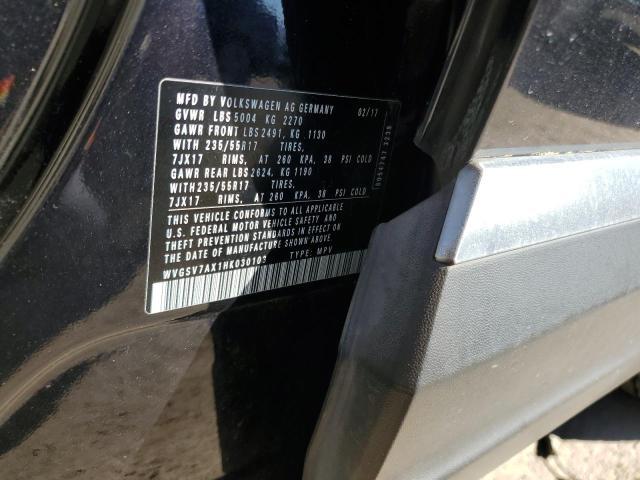 MFD BY VOLKSWAGEN AG GERMANY 02/17
GVWR LBS 5004 KG 2270
GAWR FRONT LBS 2491, KG 1130
WITH 235/55R17 TIRES,
7JX17 RIMS, AT 260 KPA, 38 PSI COLD
GAWR REAR LBS 2624, KG 1190
WITH 235/55R17 TIRES,
7JX17 RIMS, AT 260 KPA, 38 PSI COLD
THIS VEHICLE CONFORMS TO ALL APPLICABLE
U.S. FEDERAL MOTOR VEHICLE SAFETY AND
THEFT PREVENTION STANDARDS IN EFFECT ON
THE DATE OF MANUFACTURE SHOWN ABOVE.
WVGSV7AX1HK030103 TYPE: MPV